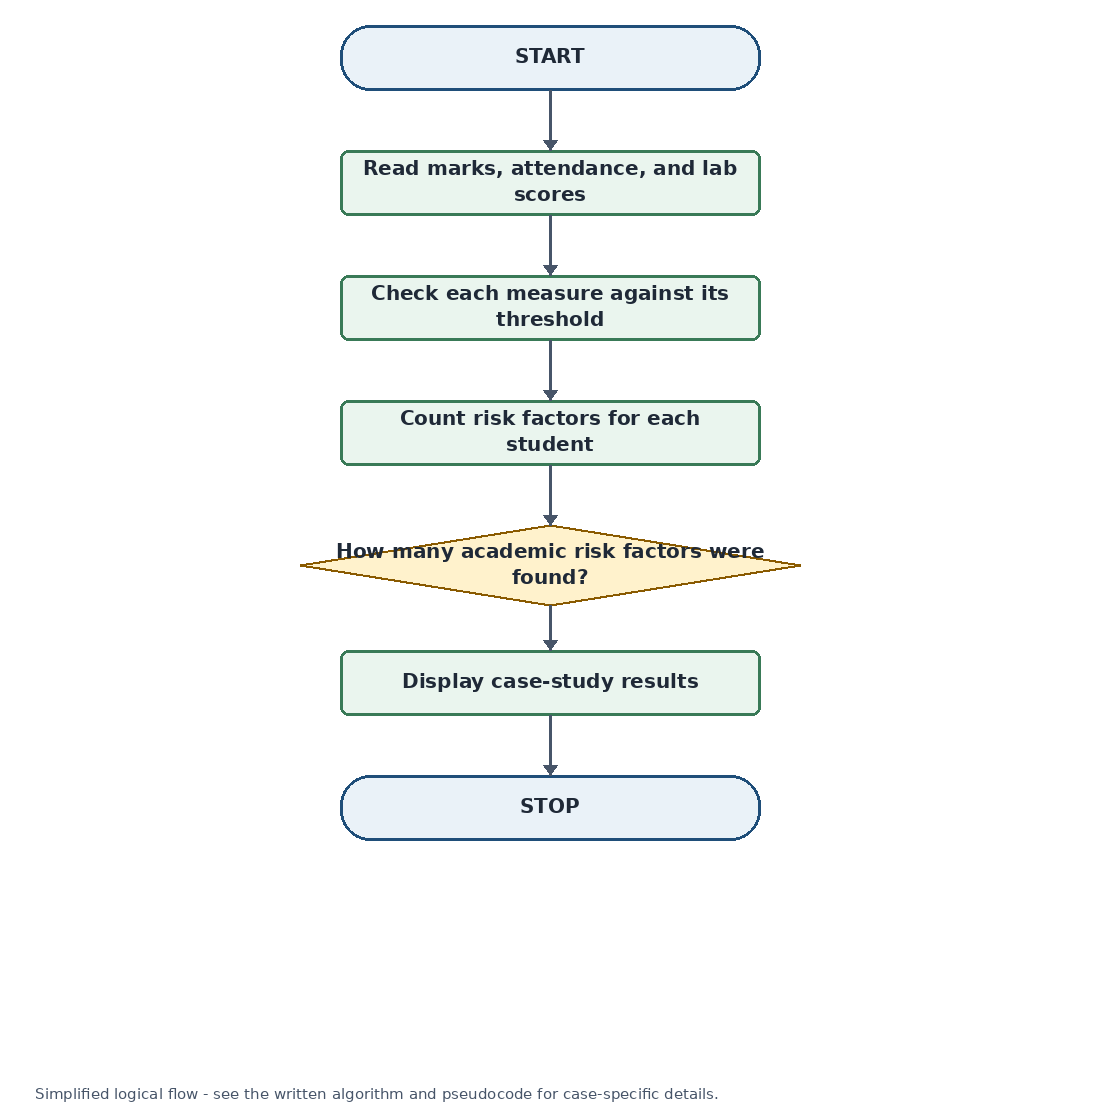 START
Read marks, attendance, and lab
scores
Check each measure against its
threshold
Count risk factors for each
student
How many academic risk factors were
found?
Display case-study results
STOP
Simplified logical flow - see the written algorithm and pseudocode for case-specific details.